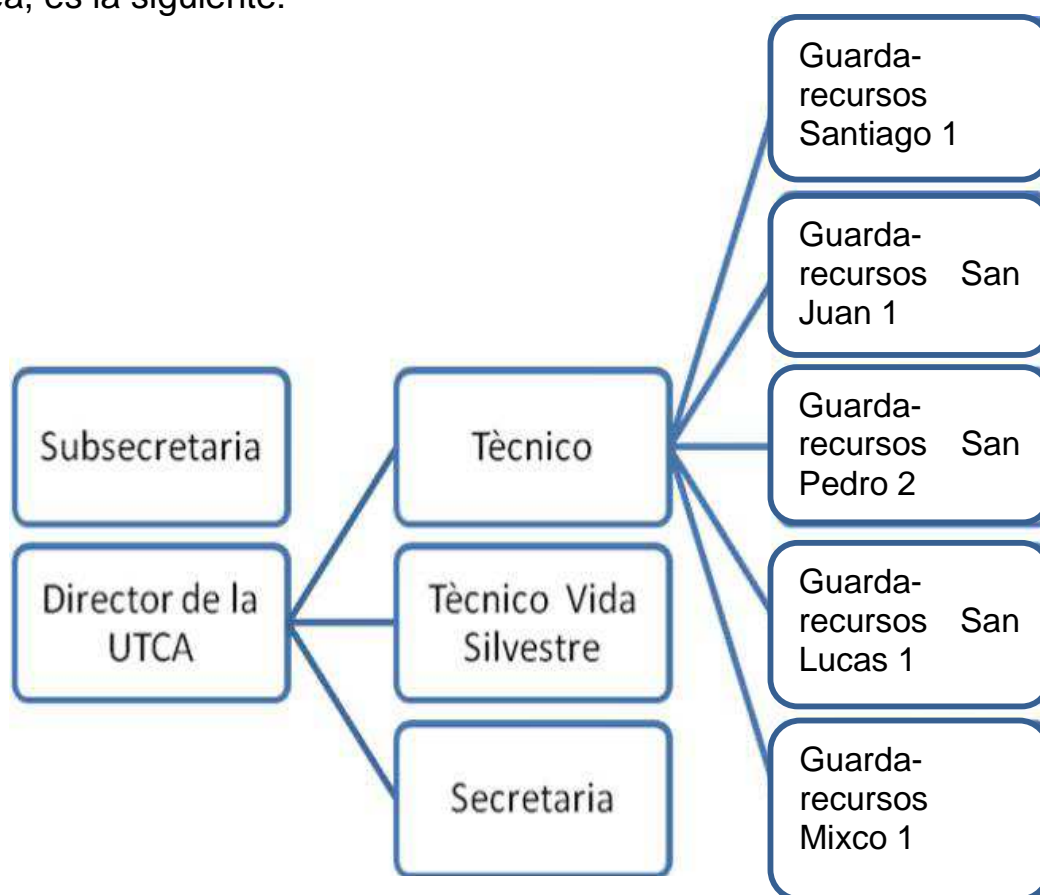 ca, es la siguiente:
Subsecretaria
Director de la
UTCA
Tècnico
Tècnico Vida
Silvestre
Secretaria
Guarda-
recursos
Santiago 1
Guarda-
recursos San
Juan 1
Guarda-
recursos San
Pedro 2
Guarda-
recursos San
Lucas 1
Guarda-
recursos
Mixco 1